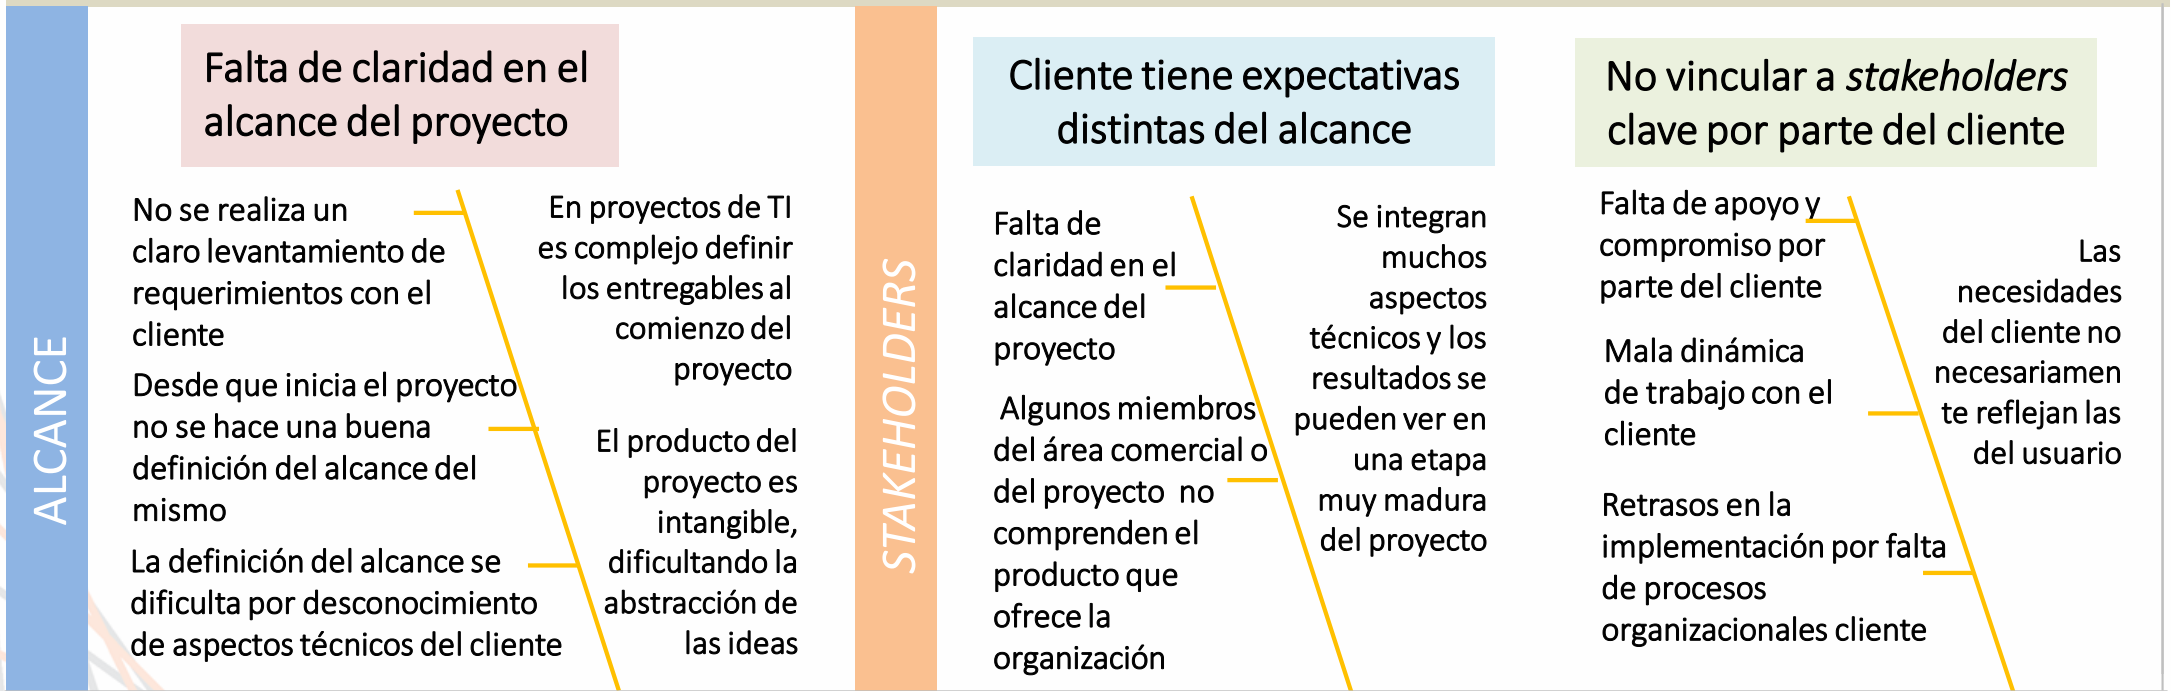 ALCANCE
Falta de claridad en el
alcance del proyecto
No se realiza un
claro levantamiento de
requerimientos con el
cliente
Desde que inicia el proyecto
no se hace una buena
definición del alcance del
mismo
La definición del alcance se
dificulta por desconocimiento
de aspectos técnicos del cliente
En proyectos de TI
es complejo definir
los entregables al
comienzo del
proyecto
El producto del
proyecto es
intangible,
dificultando la
abstracción de
las ideas
STAKEHOLDERS
Cliente tiene expectativas
distintas del alcance
Falta de
claridad en el
alcance del
proyecto
Algunos miembros
del área comercial o
del proyecto no
comprenden el
producto que
ofrece la
organización
Se integran
muchos
aspectos
técnicos y los
resultados se
pueden ver en
una etapa
muy madura
del proyecto
No vincular a stakeholders
clave por parte del cliente
Falta de apoyo y
compromiso por
parte del cliente
Mala dinámica
de trabajo con el
cliente
Retrasos en la
implementación por falta
de procesos
organizacionales cliente
Las
necesidades
del cliente no
necesariamen
te reflejan las
del usuario